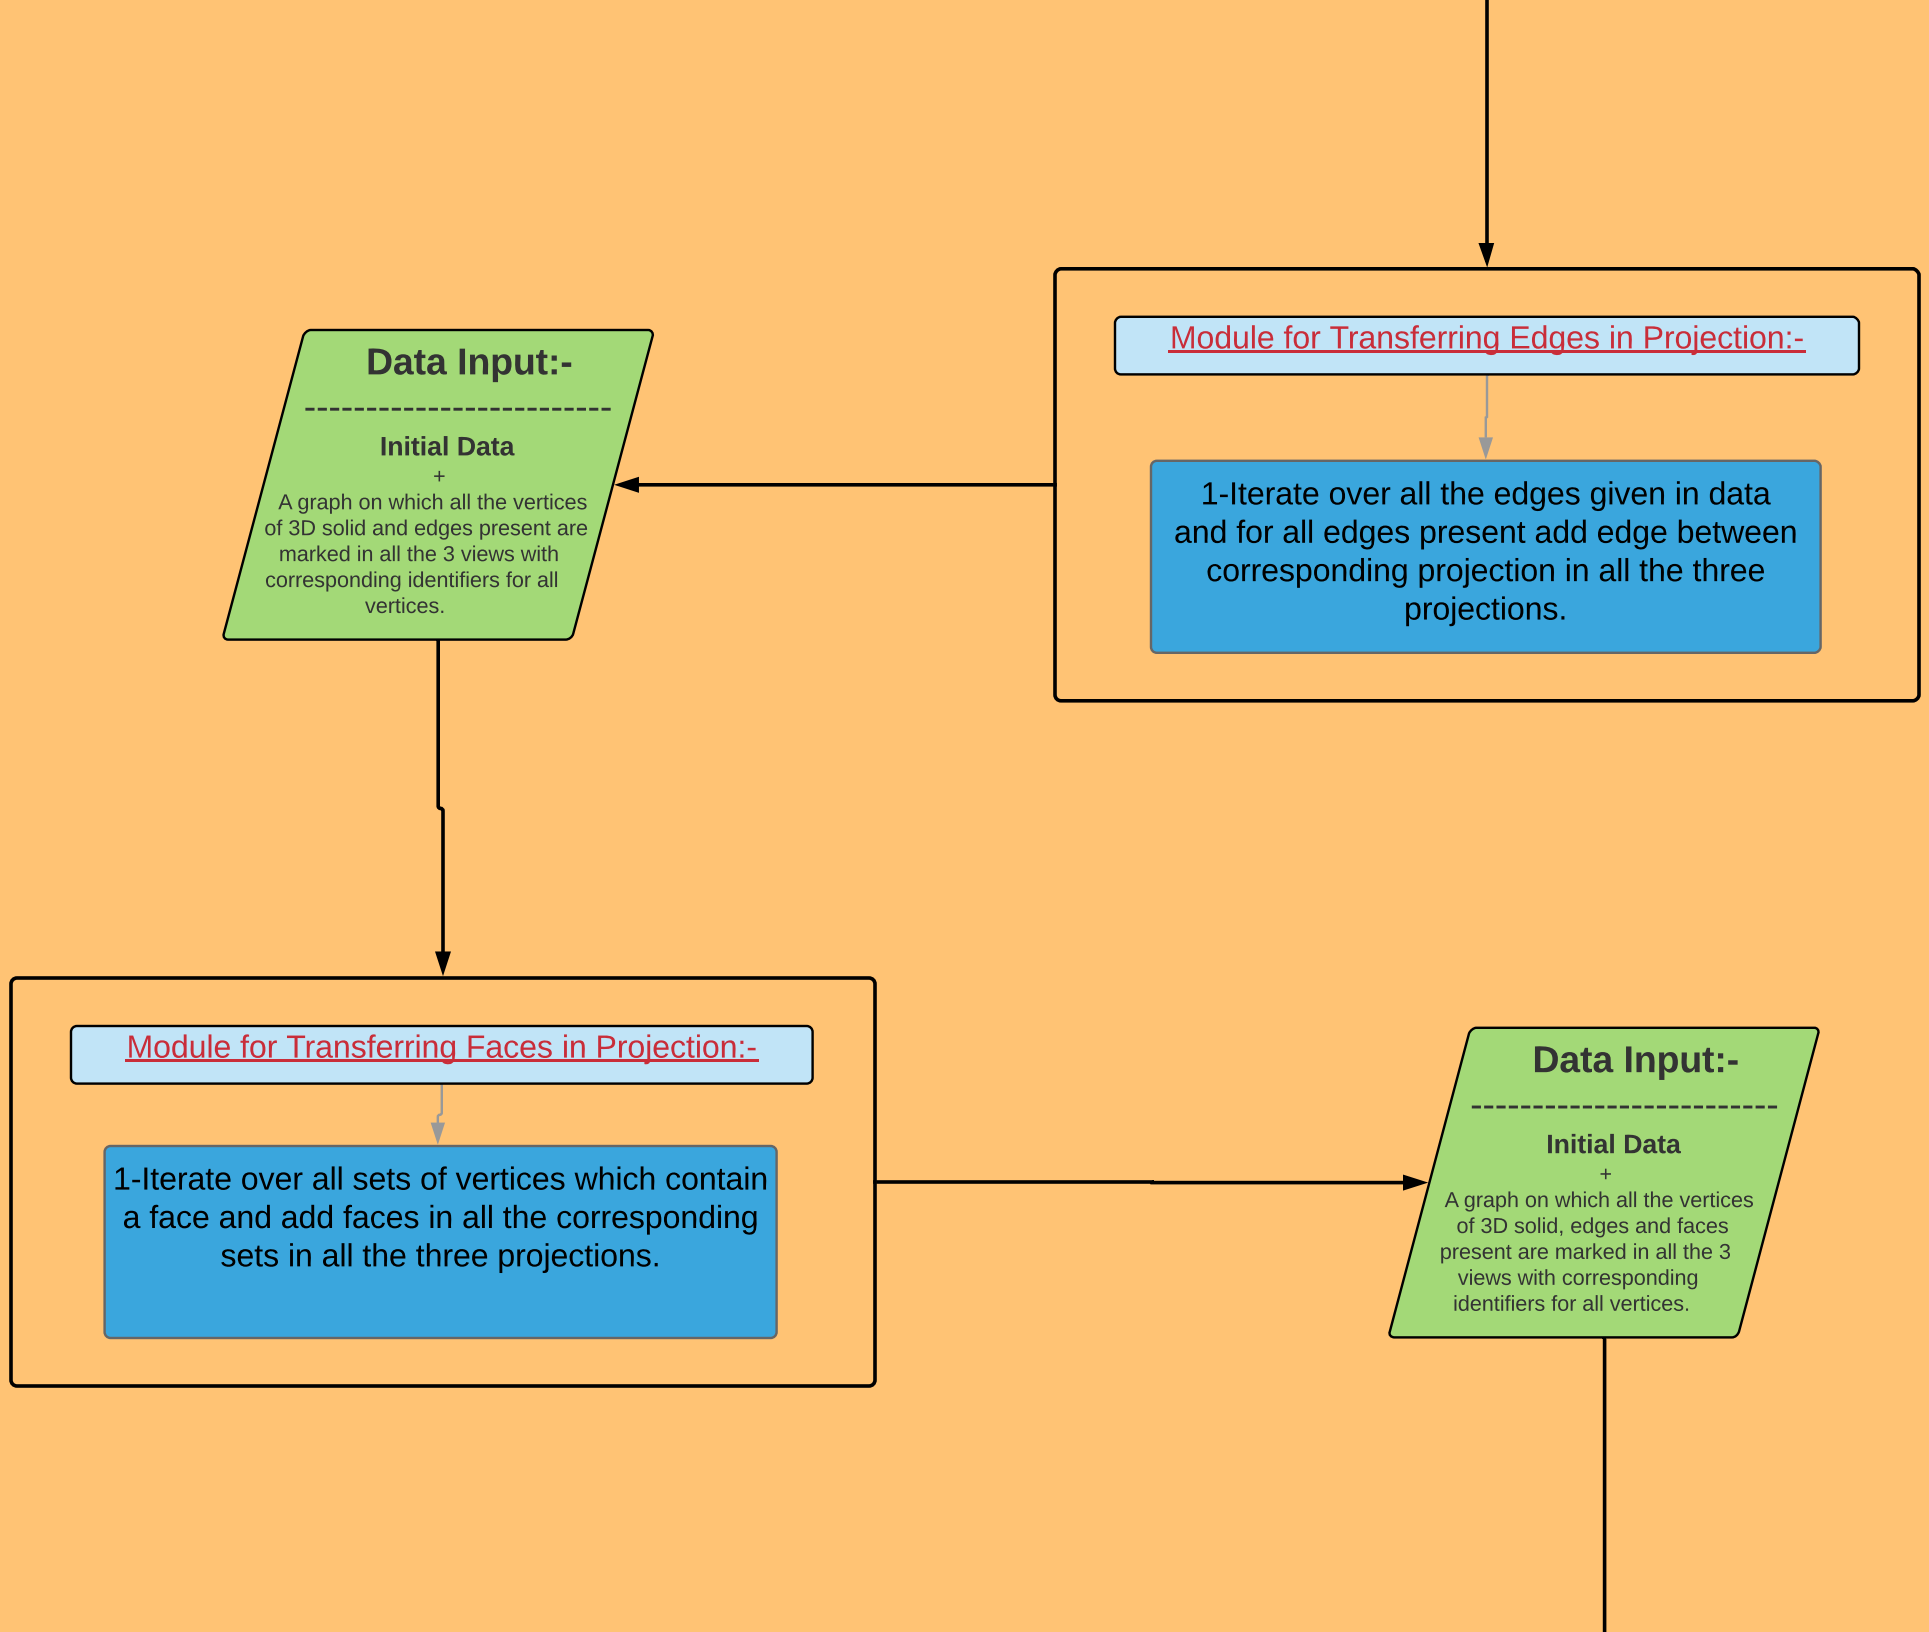 Module for Transferring Edges in Projection:-
1-Iterate over all the edges given in data
and for all edges present add edge between
corresponding projection in all the three
projections.
Data Input:-
-------------------------
Initial Data
+
A graph on which all the vertices
of 3D solid and edges present are
marked in all the 3 views with
corresponding identifiers for all
vertices.
Module for Transferring Faces in Projection:-
1-Iterate over all sets of vertices which contain
a face and add faces in all the corresponding
sets in all the three projections.
Data Input:-
-------------------------
Initial Data
+
A graph on which all the vertices
of 3D solid, edges and faces
present are marked in all the 3
views with corresponding
identifiers for all vertices.